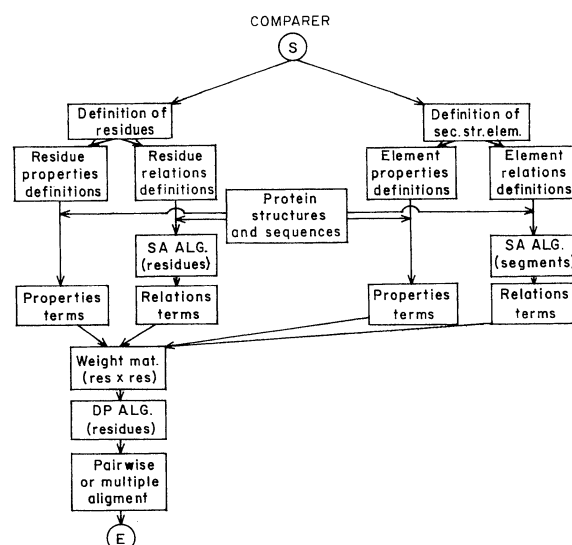 COMPARER
S
Definition of
residues
Definition of
sec.str.elem.
Residue
properties
definitions
Residue
relations
definitions
Element
properties
definitions
Element
relations
definitions
Protein
structures
and sequences
SA ALG.
(residues)
SA ALG.
(segments)
Properties
terms
Relations
terms
Properties
terms
Relations
terms
Weight mat.
(res x res)
DP ALG.
(residues)
Pairwise
or multiple
aligment
E